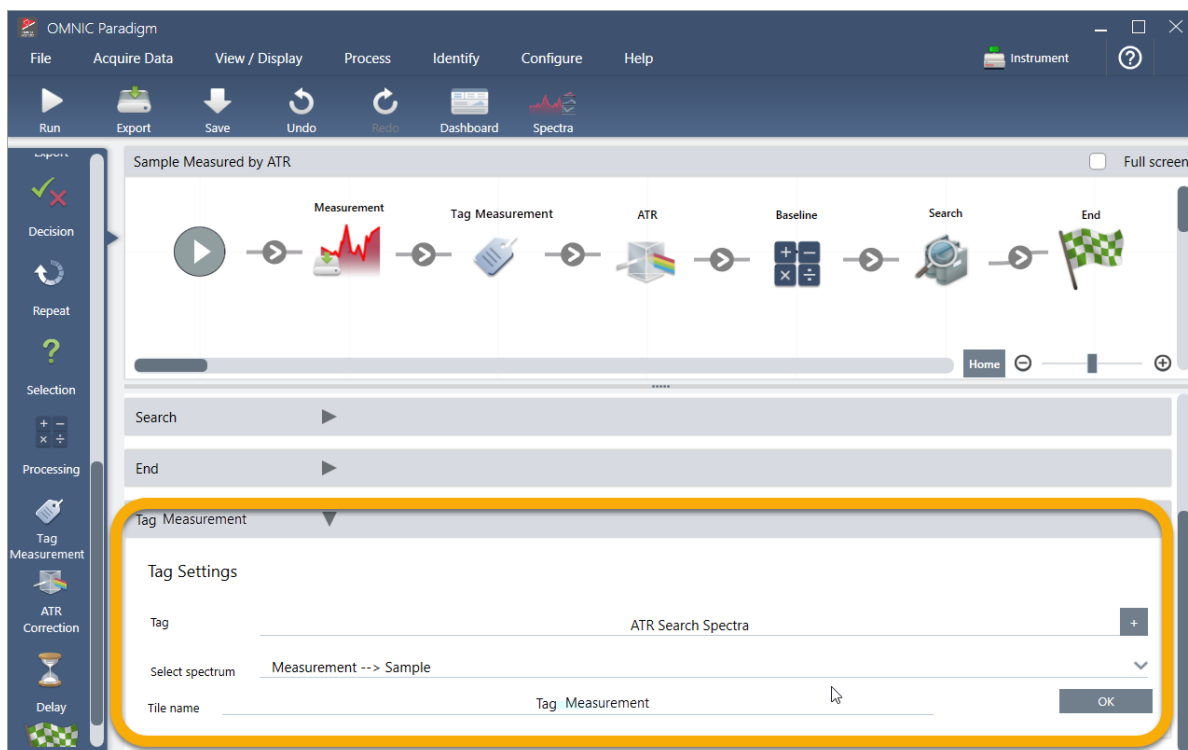 OMNIC Paradigm
File Acquire Data View / Display Process Identify Configure Help Instrument
Run Export Save Undo Redo Dashboard Spectra
Export
Decision
Repeat
Selection
Processing
Tag
Measurement
ATR
Correction
Delay
Sample Measured by ATR Full screen
Measurement Tag Measurement ATR Baseline Search End
Home
Search
End
Tag Measurement
Tag Settings
Tag ATR Search Spectra +
Select spectrum Measurement --> Sample
Tile name Tag Measurement OK